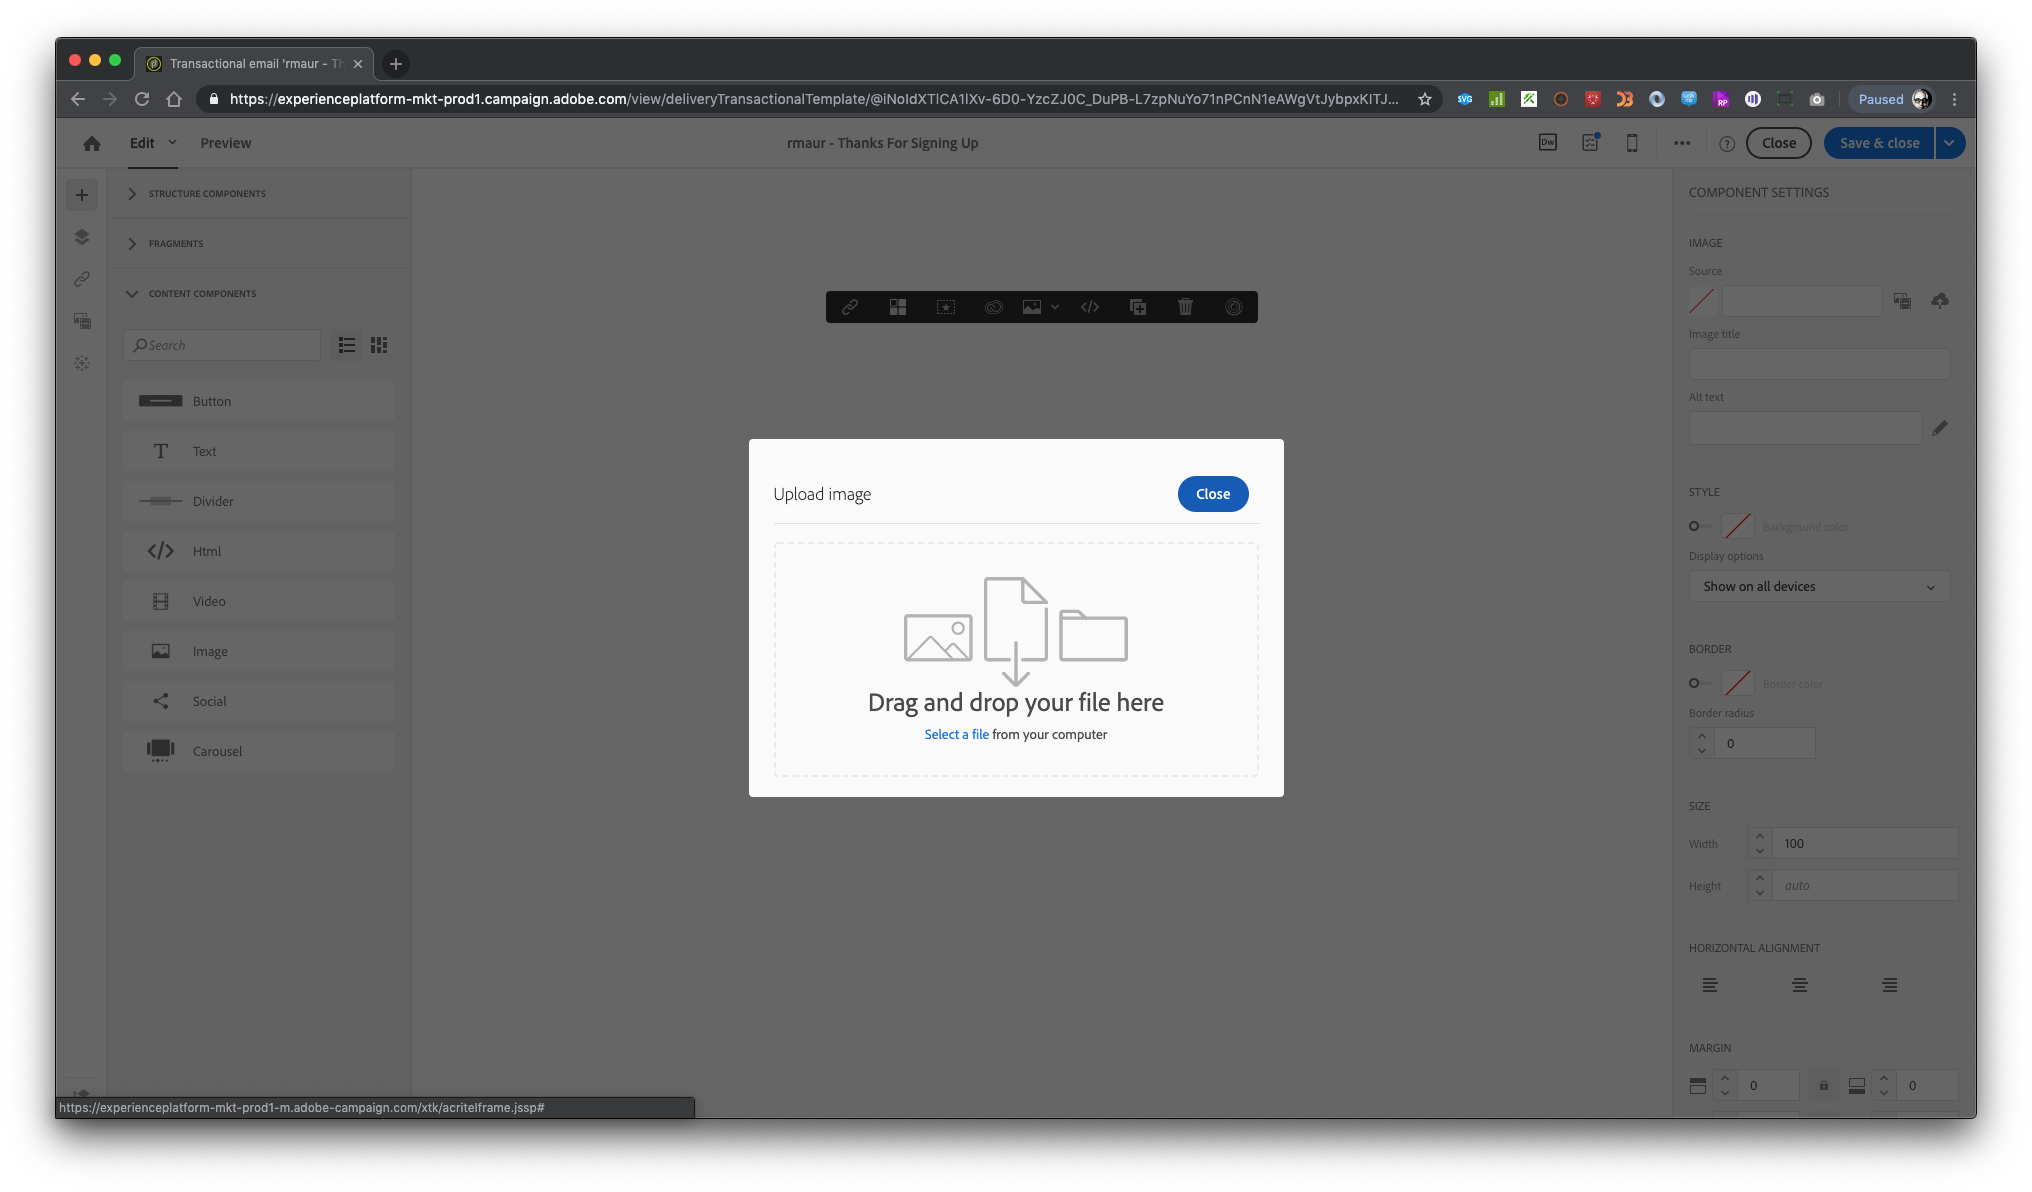 Transactional email 'rmaur - Th
https://experienceplatform-mkt-prod1.campaign.adobe.com/view/deliveryTransactionalTemplate/@iNoIdXTlCA1lXv-6D0-YzcZJ0C_DuPB-L7zpNuYo71nPCnN1eAWgVtJybpxKITJ...
SVG
RP
Paused
Edit
Preview
rmaur - Thanks For Signing Up
Dw
Close
Save & close
STRUCTURE COMPONENTS
FRAGMENTS
CONTENT COMPONENTS
Search
Button
Text
Divider
Html
Video
Image
Social
Carousel
Upload image
Close
Drag and drop your file here
Select a file from your computer
COMPONENT SETTINGS
IMAGE
Source
Image title
Alt text
STYLE
Background color
Display options
Show on all devices
BORDER
Border color
Border radius
0
SIZE
Width
100
Height
auto
HORIZONTAL ALIGNMENT
MARGIN
0
0
https://experienceplatform-mkt-prod1-m.adobe-campaign.com/xtk/acriteIframe.jssp#